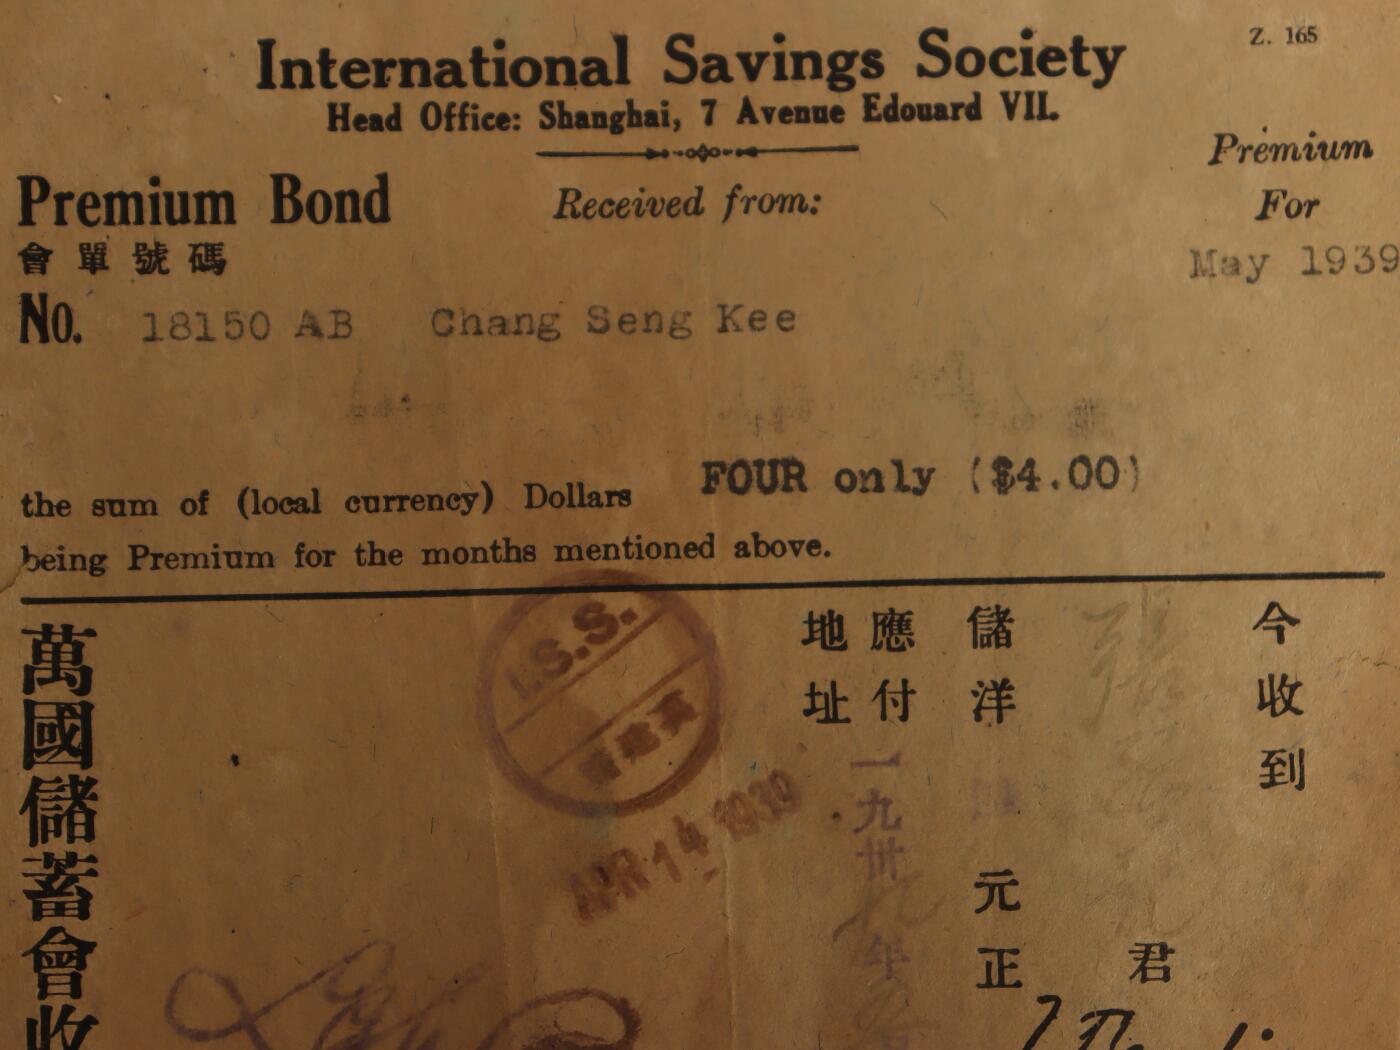 Z. 165
International Savings Society
Head Office: Shanghai, 7 Avenue Edouard VII.
Premium
For
May 1939
Premium Bond
Received from:
會單號碼
No. 18150 AB Chang Seng Kee
FOUR only ($4.00)
the sum of (local currency) Dollars
being Premium for the months mentioned above.
今收到
君
儲洋
元正
應付
一九卅九年
地址
I.S.S.
APR 14 1939
萬國儲蓄會收